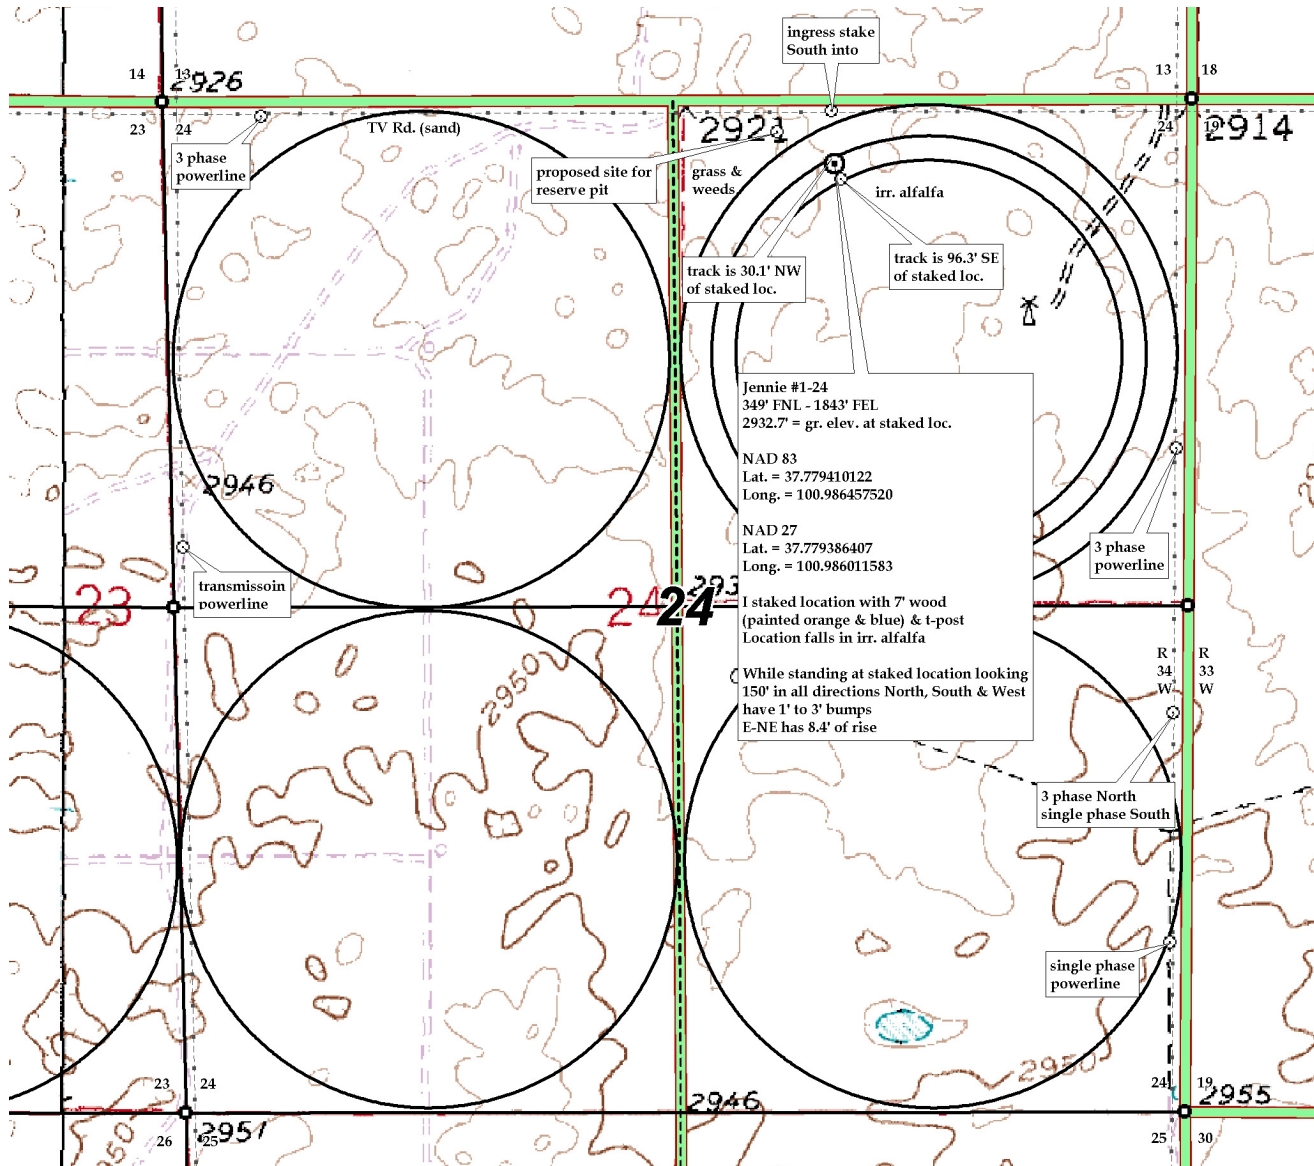 ingress stake
South into
14
13
2926
13
18
23
24
TV Rd. (sand)
2921
24
19
2914
3 phase
powerline
proposed site for
reserve pit
grass &
weeds
irr. alfalfa
track is 30.1' NW
of staked loc.
track is 96.3' SE
of staked loc.
Jennie #1-24
349' FNL - 1843' FEL
2932.7' = gr. elev. at staked loc.
NAD 83
Lat. = 37.779410122
Long. = 100.986457520
NAD 27
Lat. = 37.779386407
Long. = 100.986011583
I staked location with 7' wood
(painted orange & blue) & t-post
Location falls in irr. alfalfa
While standing at staked location looking
150' in all directions North, South & West
have 1' to 3' bumps
E-NE has 8.4' of rise
2946
3 phase
powerline
transmissoin
powerline
23
24
24
293
R
34
W
R
33
W
2950
3 phase North
single phase South
single phase
powerline
2950
23
24
24
19
2946
2955
2951
26
25
25
30
2950